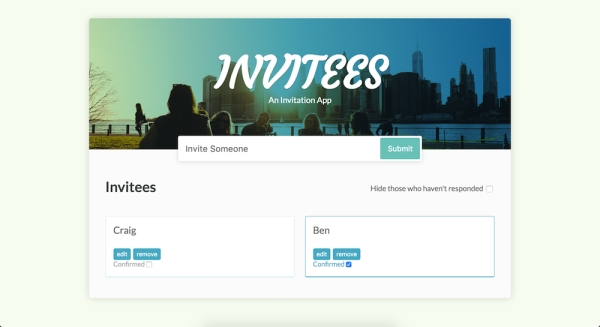 INVITEES
An Invitation App
Invite Someone
Submit
Invitees
Hide those who haven't responded
Craig
edit remove
Confirmed
Ben
edit remove
Confirmed